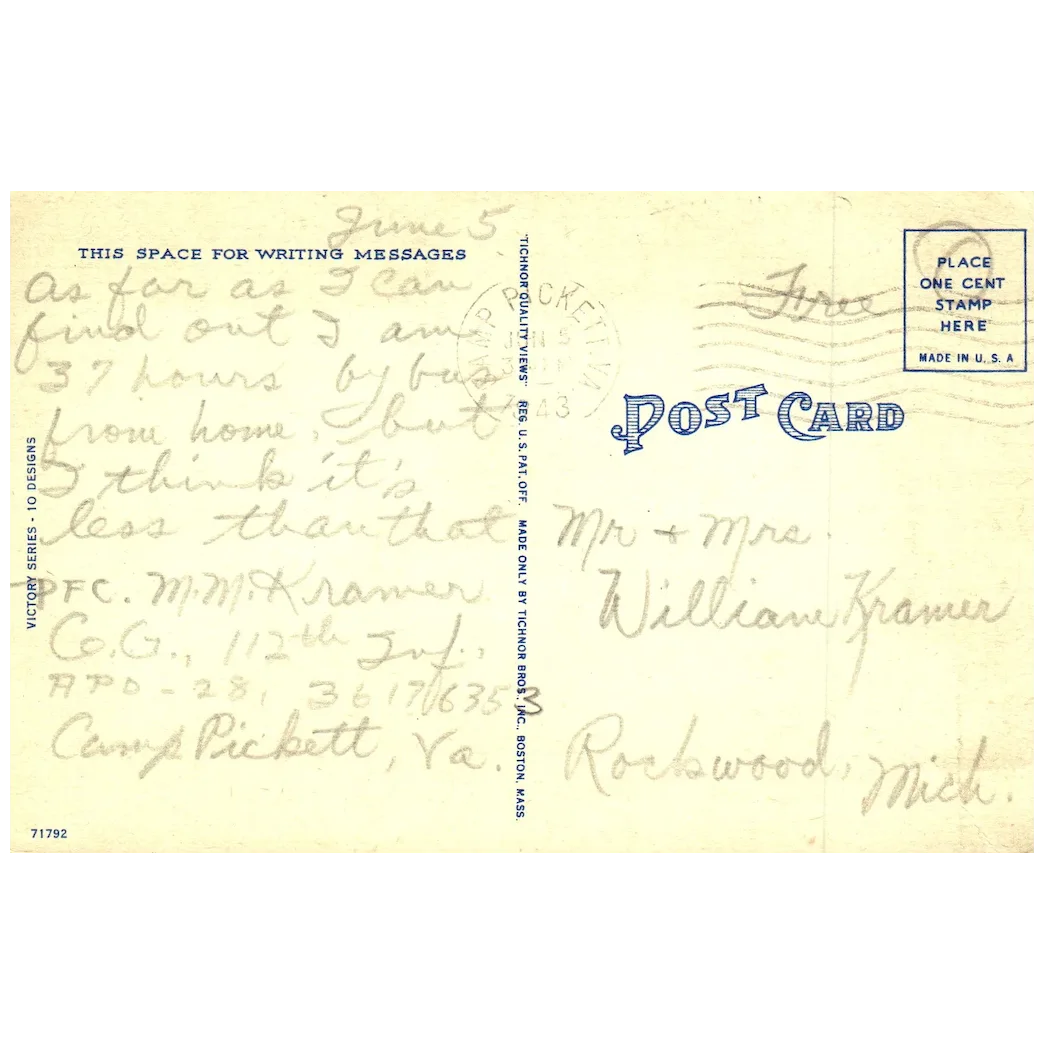 June 5
THIS SPACE FOR WRITING MESSAGES
as far as I can
find out I am
37 hours by bus
from home, but
I think it's
less than that
PFC. M.M. Kramer
Co. G., 112th Inf.,
APO - 28, 36176353
Camp Pickett, Va.
71792
VICTORY SERIES - 10 DESIGNS
"TICHNOR QUALITY VIEWS" REG. U.S. PAT. OFF. MADE ONLY BY TICHNOR BROS., INC., BOSTON, MASS.
CAMP PICKETT, VA.
JUN 5
1943
Free
PLACE
ONE CENT
STAMP
HERE
MADE IN U.S.A
POST CARD
Mr + Mrs.
William Kramer
Rockwood, Mich.